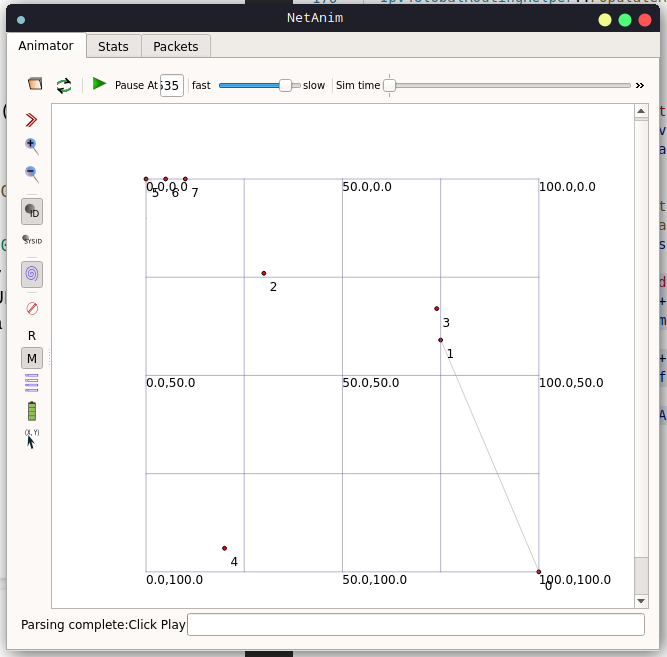 NetAnim
Animator Stats Packets
Pause At 35 fast slow Sim time »
ID
SYSID
R
M
(X, Y)
0.0,0.0 50.0,0.0 100.0,0.0
5 6 7
2
3
1
0.0,50.0 50.0,50.0 100.0,50.0
4
0.0,100.0 50.0,100.0 100.0,100.0
0
Parsing complete:Click Play